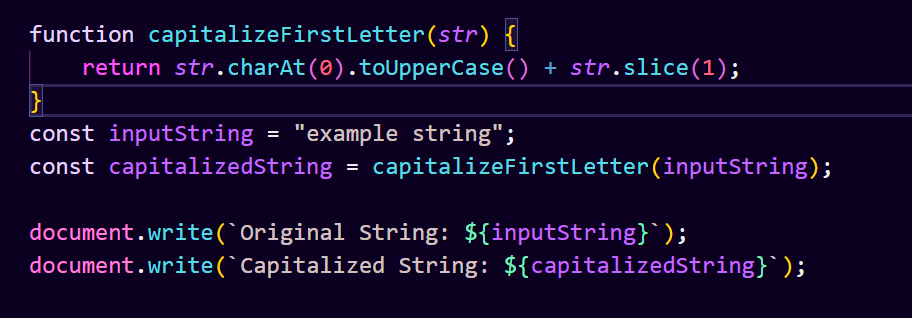 function capitalizeFirstLetter(str) {
    return str.charAt(0).toUpperCase() + str.slice(1);
}
const inputString = "example string";
const capitalizedString = capitalizeFirstLetter(inputString);

document.write(`Original String: ${inputString}`);
document.write(`Capitalized String: ${capitalizedString}`);